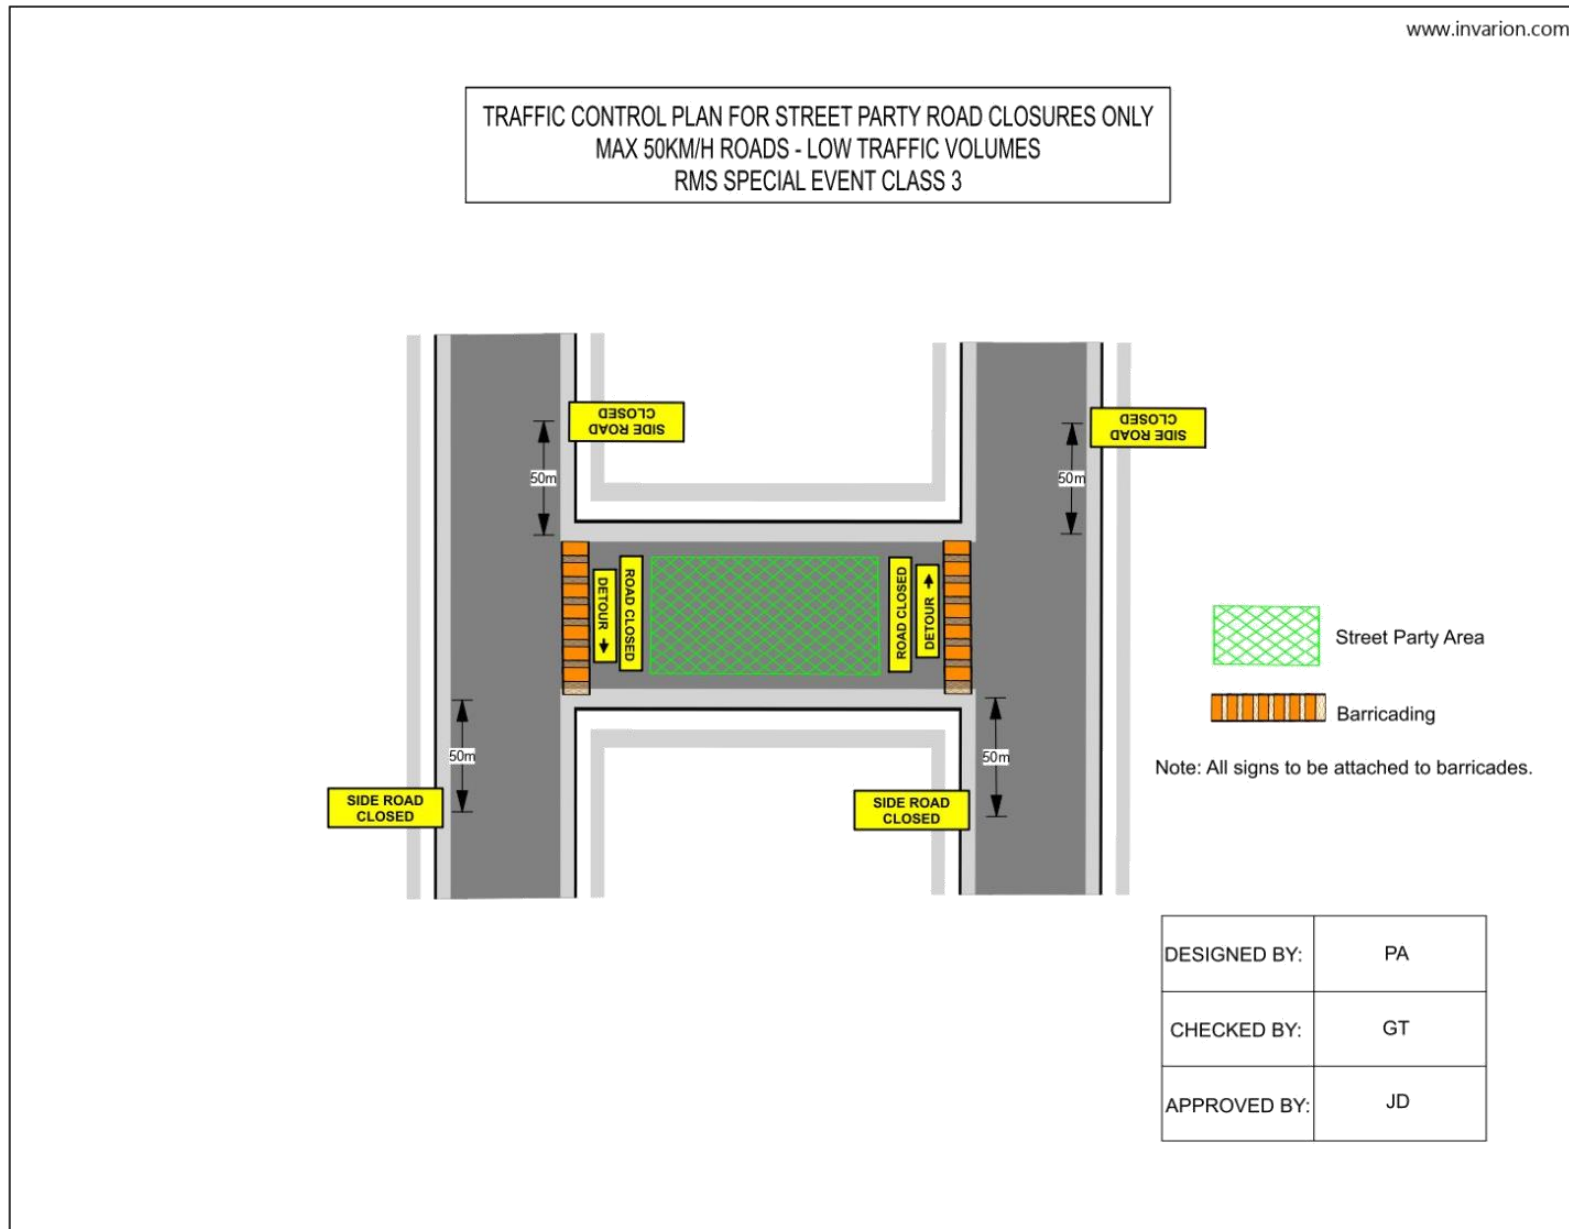 www.invarion.com
TRAFFIC CONTROL PLAN FOR STREET PARTY ROAD CLOSURES ONLY
MAX 50KM/H ROADS - LOW TRAFFIC VOLUMES
RMS SPECIAL EVENT CLASS 3
SIDE ROAD
CLOSED
SIDE ROAD
CLOSED
50m
50m
DETOUR
ROAD CLOSED
ROAD CLOSED
DETOUR
Street Party Area
Barricading
50m
50m
Note: All signs to be attached to barricades.
SIDE ROAD
CLOSED
SIDE ROAD
CLOSED
DESIGNED BY: PA
CHECKED BY: GT
APPROVED BY: JD